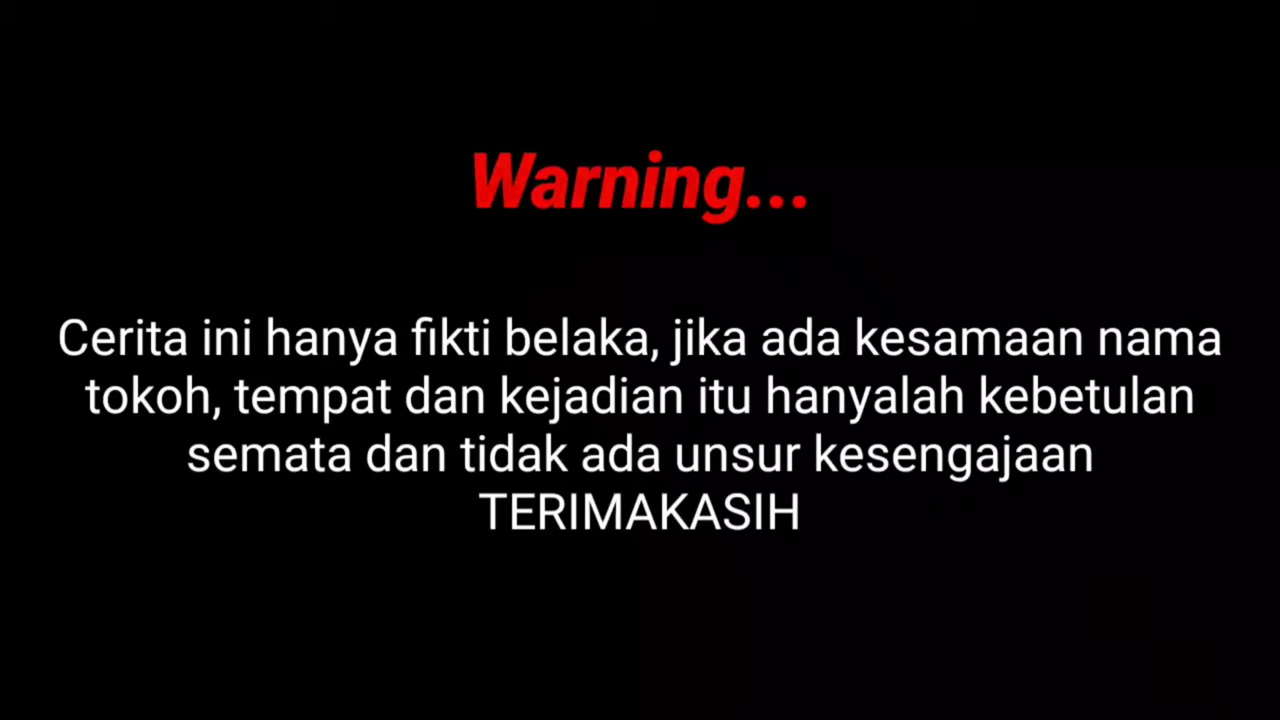 Warning...
Cerita ini hanya fikti belaka, jika ada kesamaan nama
tokoh, tempat dan kejadian itu hanyalah kebetulan
semata dan tidak ada unsur kesengajaan
TERIMAKASIH